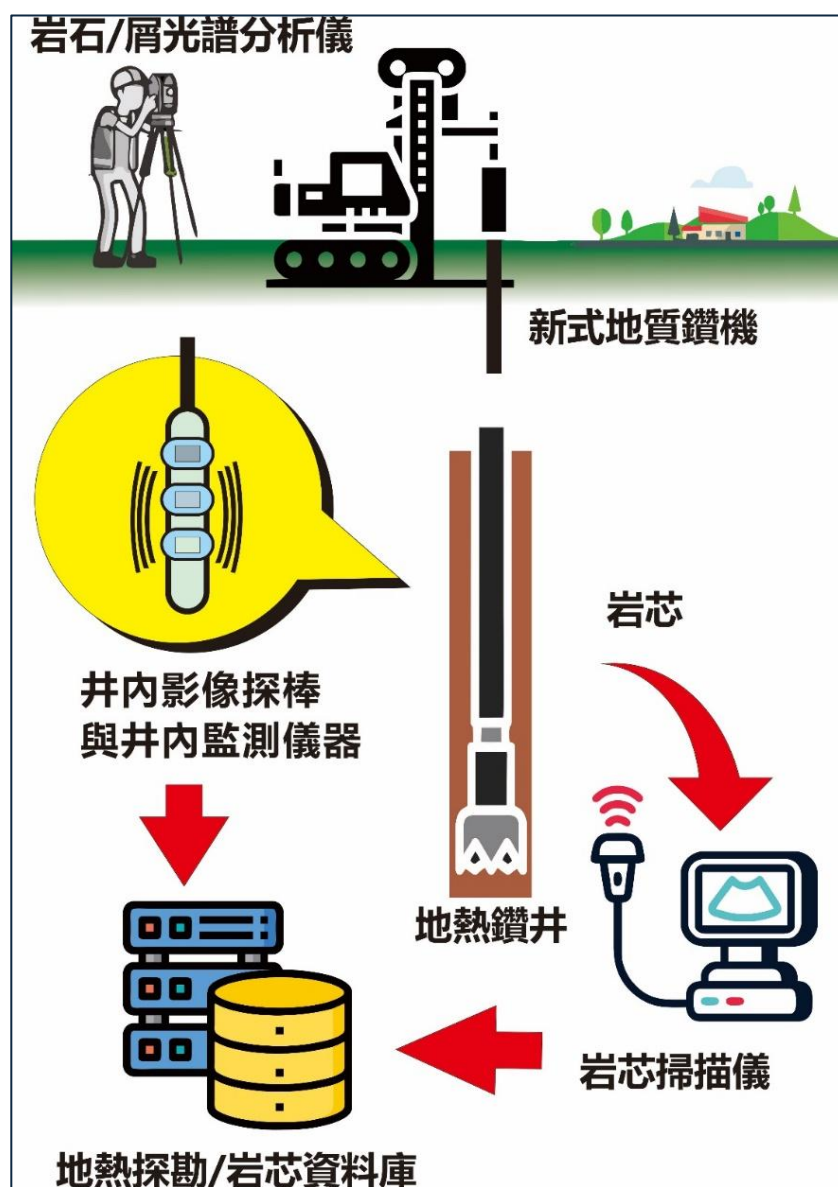 岩石/屑光譜分析儀
新式地質鑽機
井內影像探棒
與井內監測儀器
岩芯
地熱鑽井
岩芯掃描儀
地熱探勘/岩芯資料庫